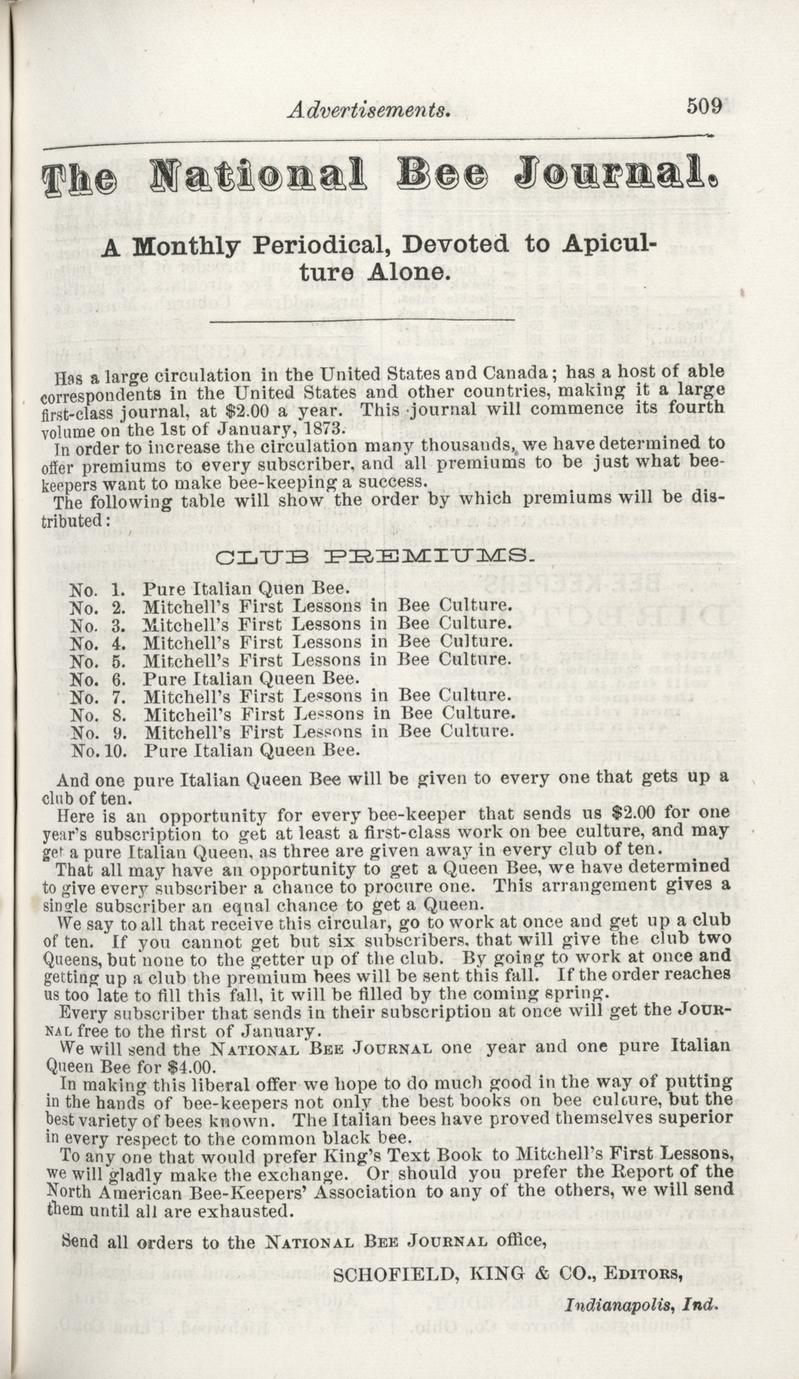 Advertisements. 509
The National Bee Journal.
A Monthly Periodical, Devoted to Apicul-
ture Alone.
Has a large circulation in the United States and Canada; has a host of able
correspondents in the United States and other countries, making it a large
first-class journal, at $2.00 a year. This journal will commence its fourth
volume on the 1st of January, 1873.
In order to increase the circulation many thousands, we have determined to
offer premiums to every subscriber, and all premiums to be just what bee-
keepers want to make bee-keeping a success.
The following table will show the order by which premiums will be dis-
tributed:
CLUB PREMIUMS.
No. 1. Pure Italian Quen Bee.
No. 2. Mitchell's First Lessons in Bee Culture.
No. 3. Mitchell's First Lessons in Bee Culture.
No. 4. Mitchell's First Lessons in Bee Culture.
No. 5. Mitchell's First Lessons in Bee Culture.
No. 6. Pure Italian Queen Bee.
No. 7. Mitchell's First Lessons in Bee Culture.
No. 8. Mitcheil's First Lessons in Bee Culture.
No. 9. Mitchell's First Lessons in Bee Culture.
No. 10. Pure Italian Queen Bee.
And one pure Italian Queen Bee will be given to every one that gets up a
club of ten.
Here is an opportunity for every bee-keeper that sends us $2.00 for one
year's subscription to get at least a first-class work on bee culture, and may
get a pure Italian Queen, as three are given away in every club of ten.
That all may have an opportunity to get a Queen Bee, we have determined
to give every subscriber a chance to procure one. This arrangement gives a
single subscriber an equal chance to get a Queen.
We say to all that receive this circular, go to work at once and get up a club
of ten. If you cannot get but six subscribers, that will give the club two
Queens, but none to the getter up of the club. By going to work at once and
getting up a club the premium bees will be sent this fall. If the order reaches
us too late to fill this fall, it will be filled by the coming spring.
Every subscriber that sends in their subscription at once will get the JOUR-
NAL free to the first of January.
We will send the NATIONAL BEE JOURNAL one year and one pure Italian
Queen Bee for $4.00.
In making this liberal offer we hope to do much good in the way of putting
in the hands of bee-keepers not only the best books on bee culture, but the
best variety of bees known. The Italian bees have proved themselves superior
in every respect to the common black bee.
To any one that would prefer King's Text Book to Mitchell's First Lessons,
we will gladly make the exchange. Or should you prefer the Report of the
North American Bee-Keepers' Association to any of the others, we will send
them until all are exhausted.
Send all orders to the NATIONAL BEE JOURNAL office,
SCHOFIELD, KING & CO., EDITORS,
Indianapolis, Ind.